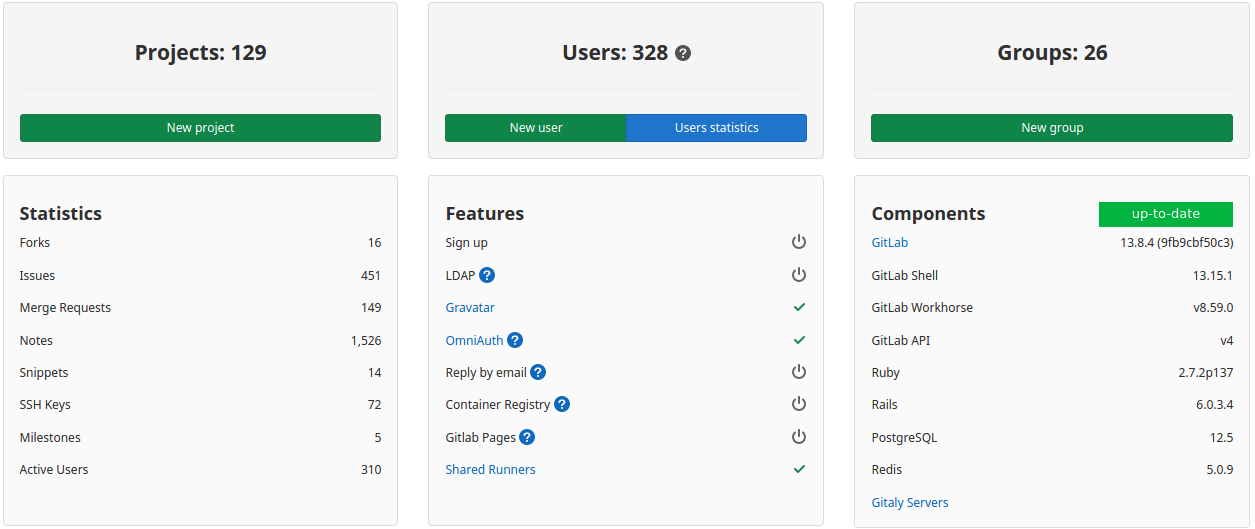 Projects: 129
New project
Users: 328 ?
New user
Users statistics
Groups: 26
New group
Statistics
Forks 16
Issues 451
Merge Requests 149
Notes 1,526
Snippets 14
SSH Keys 72
Milestones 5
Active Users 310
Features
Sign up
LDAP ?
Gravatar
OmniAuth ?
Reply by email ?
Container Registry ?
Gitlab Pages ?
Shared Runners
Components up-to-date
GitLab 13.8.4 (9fb9cbf50c3)
GitLab Shell 13.15.1
GitLab Workhorse v8.59.0
GitLab API v4
Ruby 2.7.2p137
Rails 6.0.3.4
PostgreSQL 12.5
Redis 5.0.9
Gitaly Servers